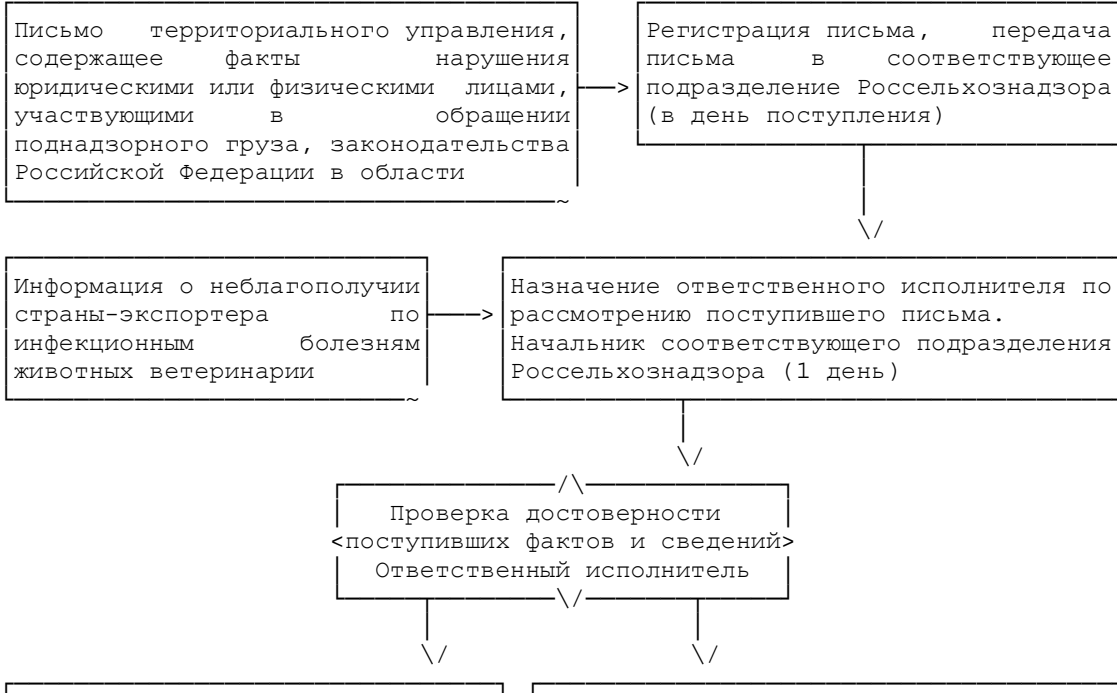 Письмо территориального управления,
содержащее факты нарушения
юридическими или физическими лицами,
участвующими в обращении
поднадзорного груза, законодательства
Российской Федерации в области
Регистрация письма, передача
письма в соответствующее
подразделение Россельхознадзора
(в день поступления)
Информация о неблагополучии
страны-экспортера по
инфекционным болезням
животных ветеринарии
Назначение ответственного исполнителя по
рассмотрению поступившего письма.
Начальник соответствующего подразделения
Россельхознадзора (1 день)
Проверка достоверности
<поступивших фактов и сведений>
Ответственный исполнитель